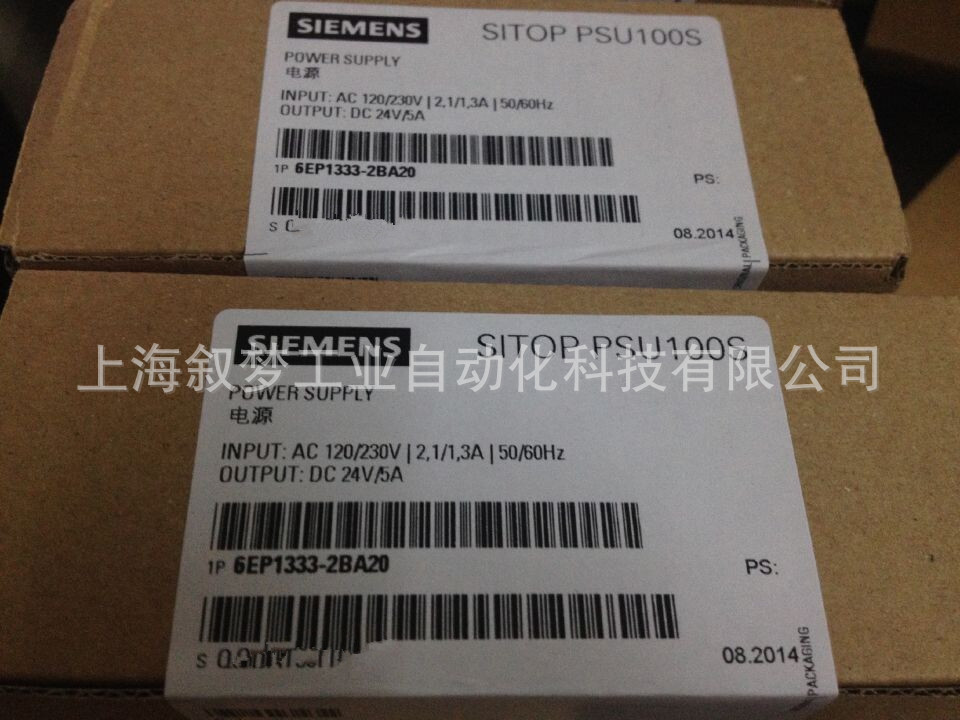 SIEMENS SITOP PSU100S
POWER SUPPLY
电源
INPUT: AC 120/230V | 2,1/1,3A | 50/60Hz
OUTPUT: DC 24V/5A
1P 6EP1333-2BA20
PS:
S
08.2014
PACKAGING
SIEMENS SITOP PSU100S
上海叙梦工业自动化科技有限公司
POWER SUPPLY
电源
INPUT: AC 120/230V | 2,1/1,3A | 50/60Hz
OUTPUT: DC 24V/5A
1P 6EP1333-2BA20
PS:
S
08.2014
PACKAGING